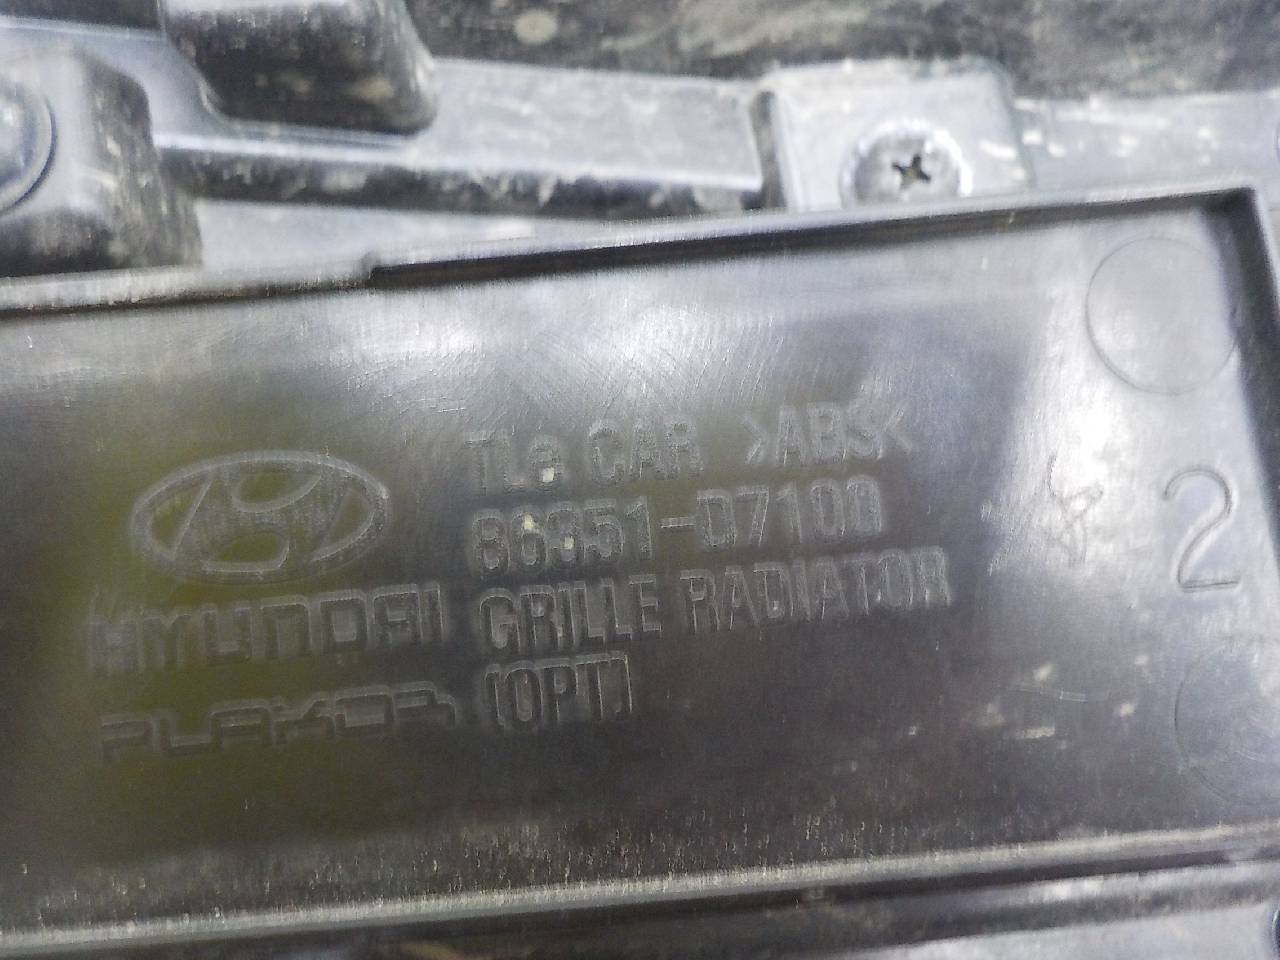 TLe CAR >ABS<
86351-D7100
HYUNDAI GRILLE RADIATOR
PLAKOR (OPT)
2